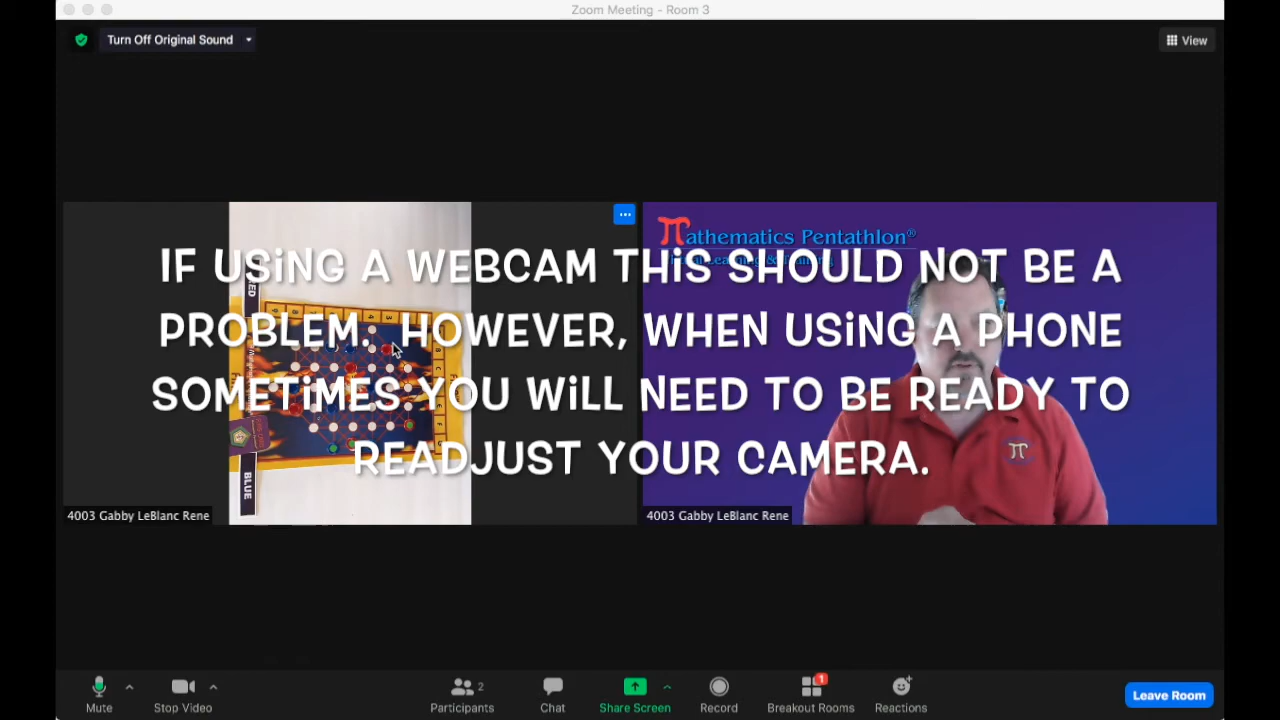 Zoom Meeting - Room 3
Turn Off Original Sound
View
Mathematics Pentathlon®
IF USING A WEBCAM THIS SHOULD NOT BE A
PROBLEM. HOWEVER, WHEN USING A PHONE
SOMETIMES YOU WILL NEED TO BE READY TO
READJUST YOUR CAMERA.
BLUE
4003 Gabby LeBlanc Rene
4003 Gabby LeBlanc Rene
Mute
Stop Video
2
Participants
Chat
Share Screen
Record
1
Breakout Rooms
Reactions
Leave Room